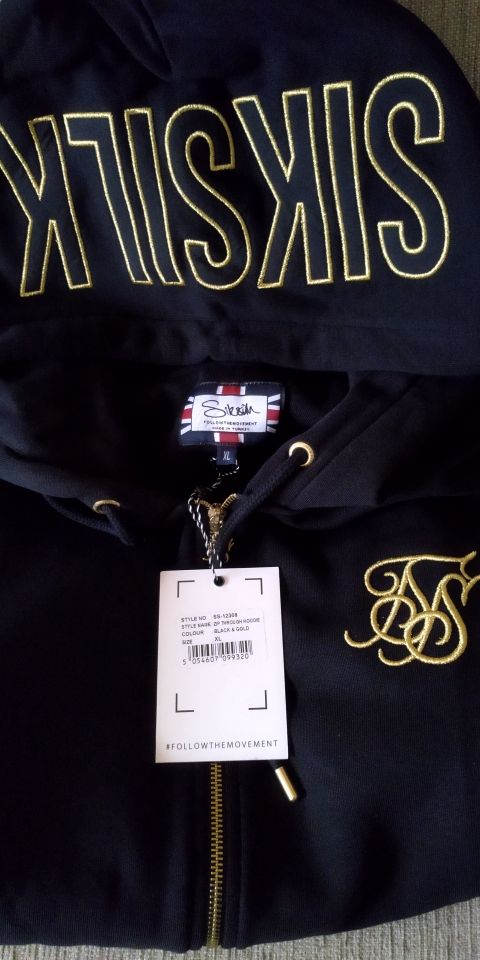 SIKSILK
SikSilk
FOLLOWTHEMOVEMENT
MADE IN TURKEY
XL
STYLE NO : SS-12308
STYLE NAME: ZIP THROUGH HOODIE
COLOUR BLACK & GOLD
SIZE XL
5 054607 099320
#FOLLOWTHEMOVEMENT